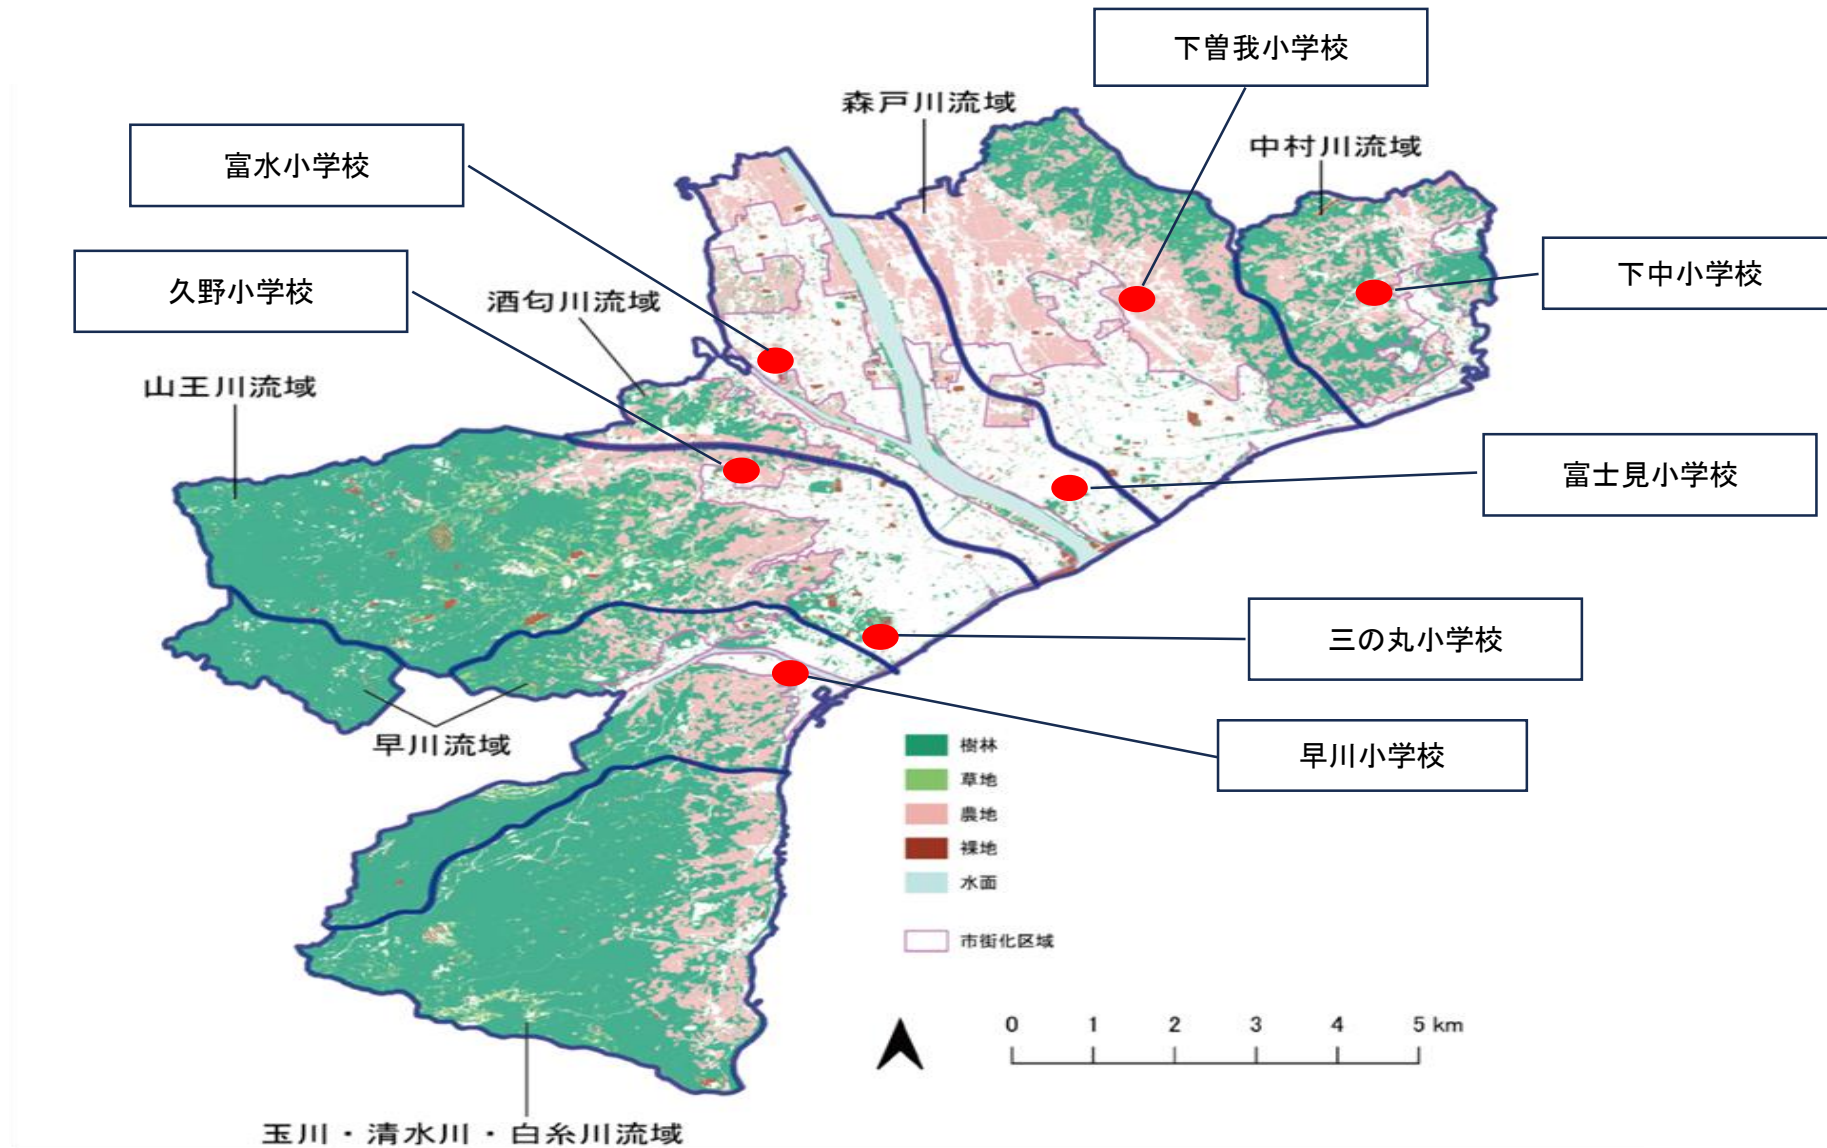 下曽我小学校
森戸川流域
富水小学校
中村川流域
久野小学校
下中小学校
酒匂川流域
山王川流域
富士見小学校
三の丸小学校
早川流域
早川小学校
樹林
草地
農地
裸地
水面
市街化区域
0 1 2 3 4 5 km
玉川・清水川・白糸川流域